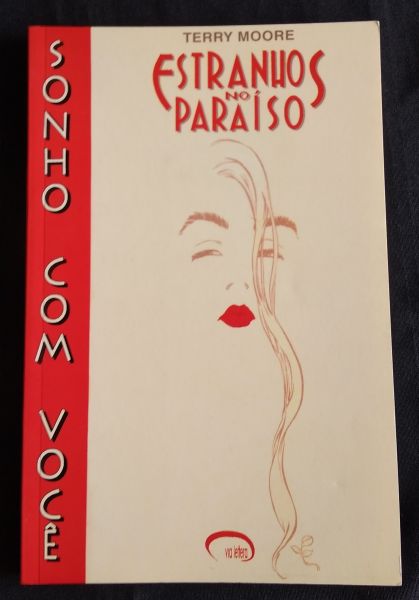 TERRY MOORE
ESTRANHOS
NO
PARAÍSO
SONHO COM VOCÊ
via lettera